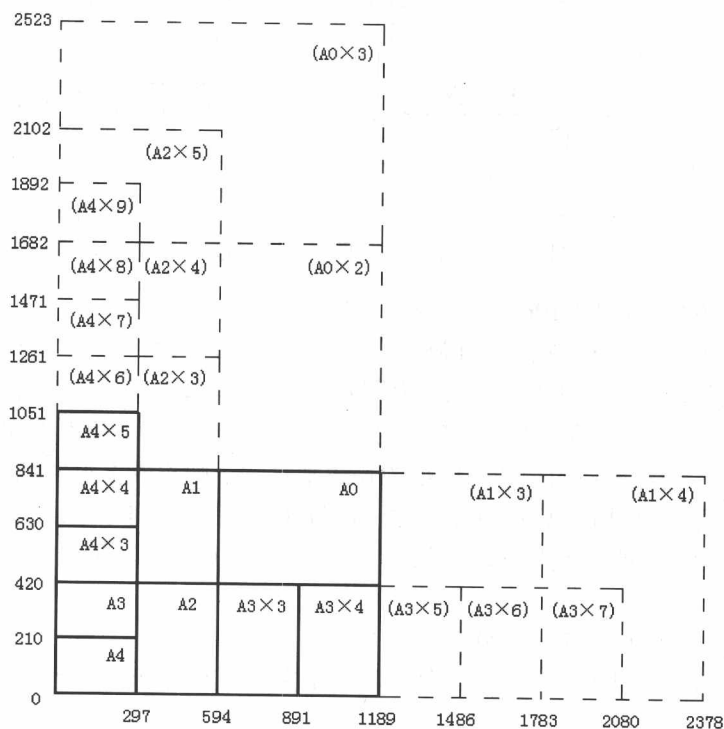 2523
(A0×3)
2102
(A2×5)
1892
(A4×9)
1682
(A4×8) (A2×4) (A0×2)
1471
(A4×7)
1261
(A4×6) (A2×3)
1051
A4×5
841
A4×4 A1 A0 (A1×3) (A1×4)
630
A4×3
420
A3 A2 A3×3 A3×4 (A3×5) (A3×6) (A3×7)
210
A4
0
297 594 891 1189 1486 1783 2080 2378